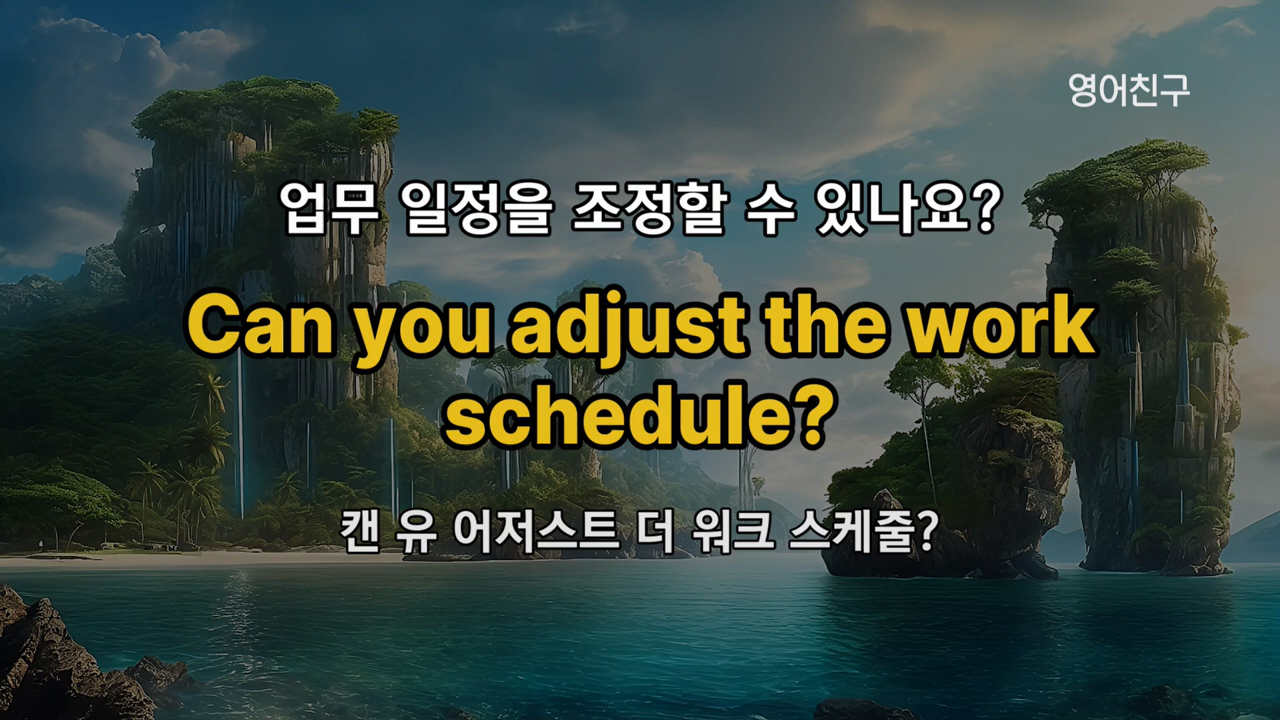 영어친구
업무 일정을 조정할 수 있나요?
Can you adjust the work
schedule?
캔 유 어저스트 더 워크 스케줄?